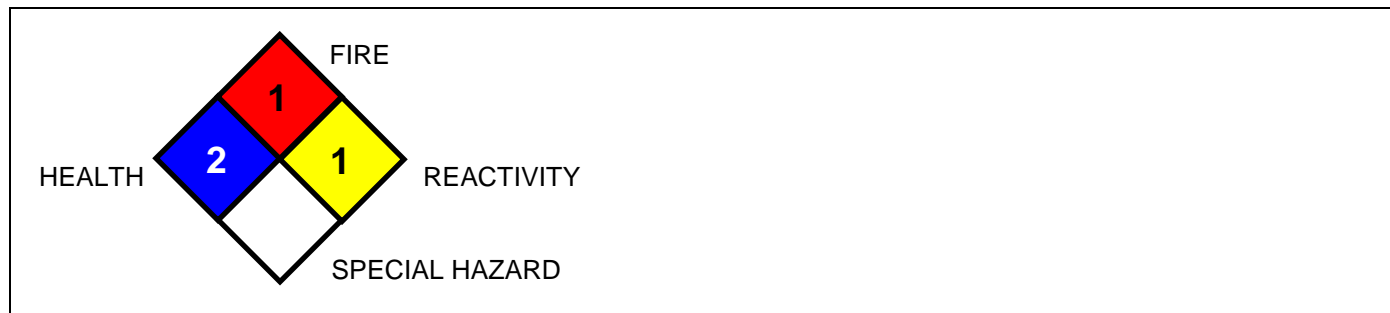 FIRE
1
2
1
HEALTH
REACTIVITY
SPECIAL HAZARD